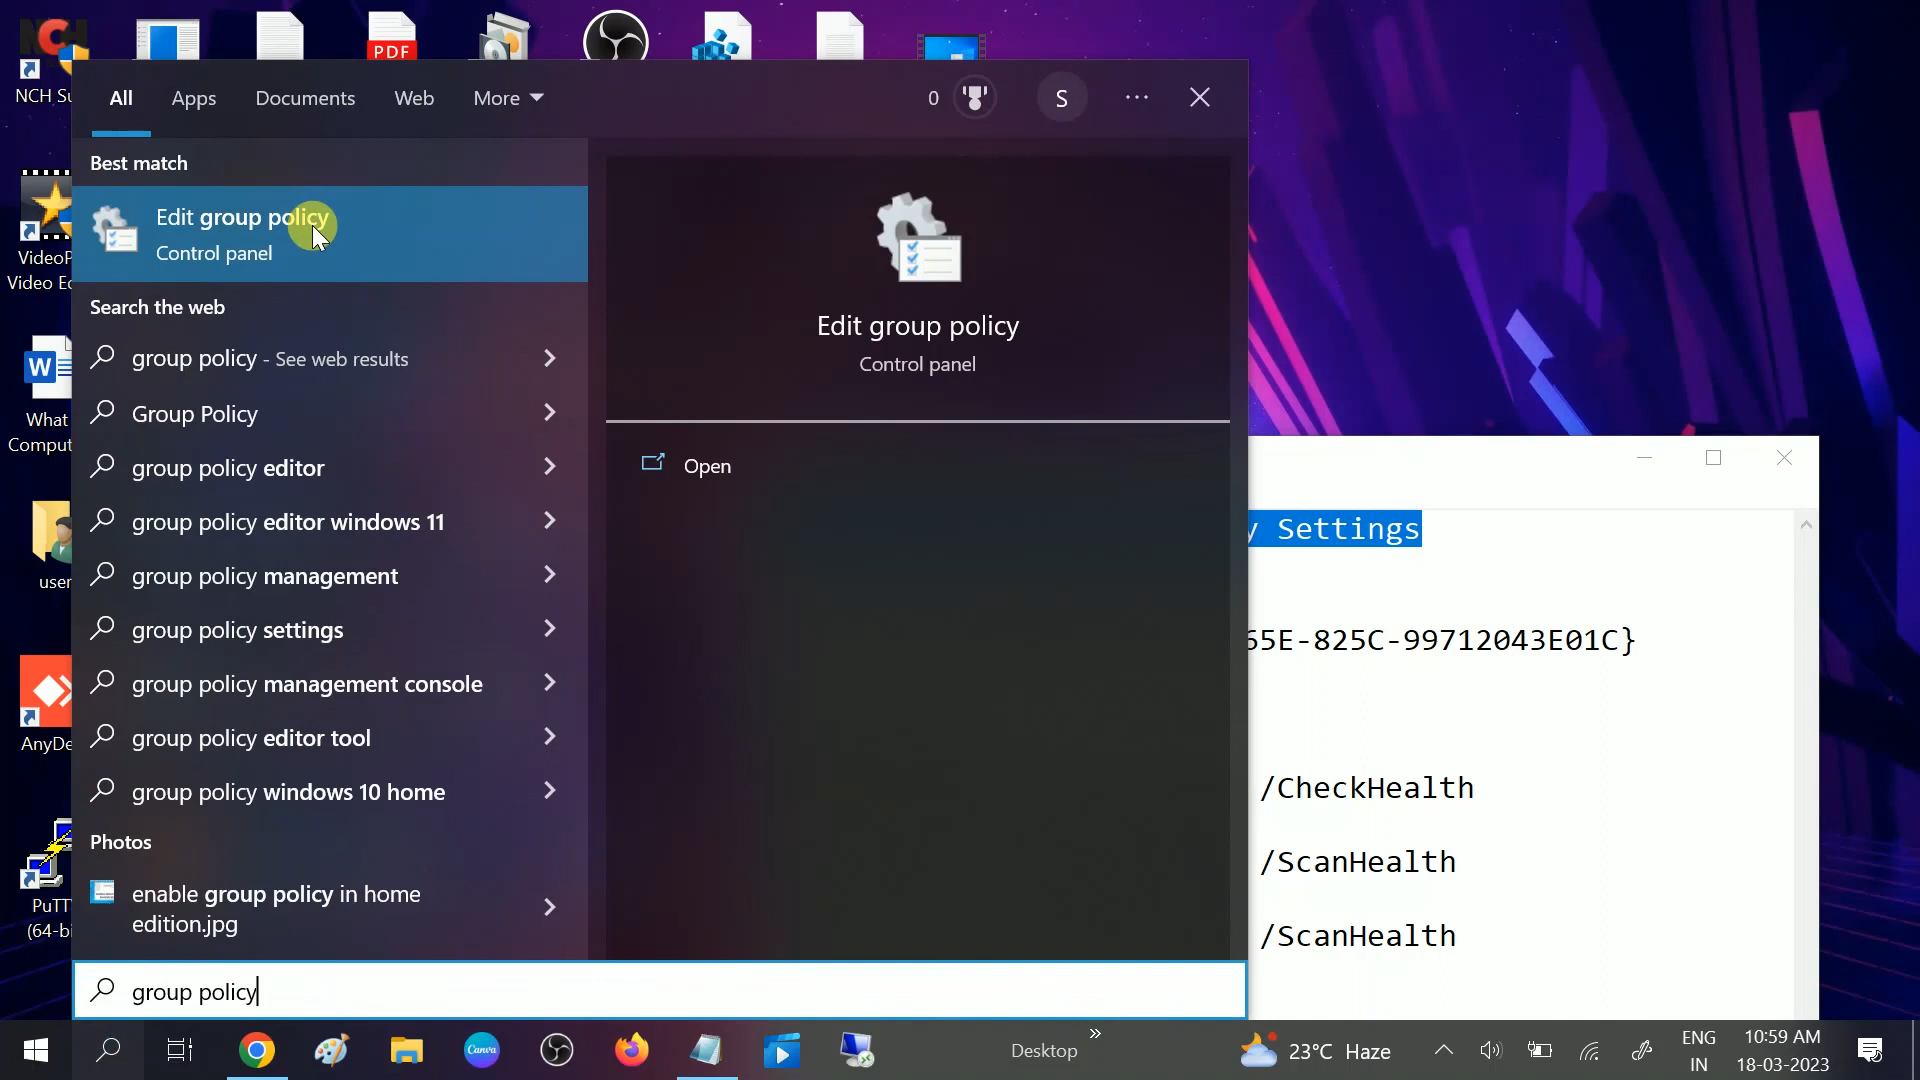 NCH Su
PDF
All
Apps
Documents
Web
More
0
S
Best match
Edit group policy
Control panel
Search the web
group policy - See web results
Group Policy
group policy editor
group policy editor windows 11
group policy management
group policy settings
group policy management console
group policy editor tool
group policy windows 10 home
Photos
enable group policy in home
edition.jpg
group policy
Edit group policy
Control panel
Open
VideoP
Video Ed
W
What
Comput
user
AnyDe
PuTT
(64-bi
y Settings
65E-825C-99712043E01C}
/CheckHealth
/ScanHealth
/ScanHealth
Canva
Desktop
23°C Haze
ENG
IN
10:59 AM
18-03-2023